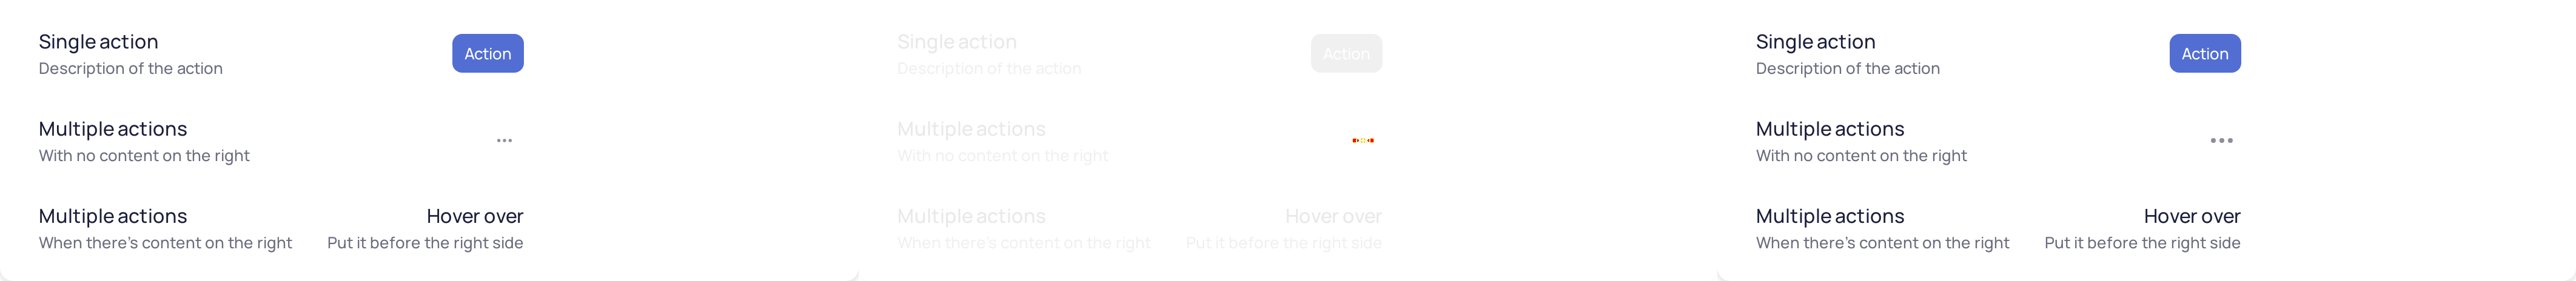 Single action
Description of the action
Action
Multiple actions
With no content on the right
Multiple actions
When there's content on the right
Hover over
Put it before the right side
Single action
Description of the action
Action
Multiple actions
With no content on the right
Multiple actions
When there's content on the right
Hover over
Put it before the right side
Single action
Description of the action
Action
Multiple actions
With no content on the right
Multiple actions
When there's content on the right
Hover over
Put it before the right side